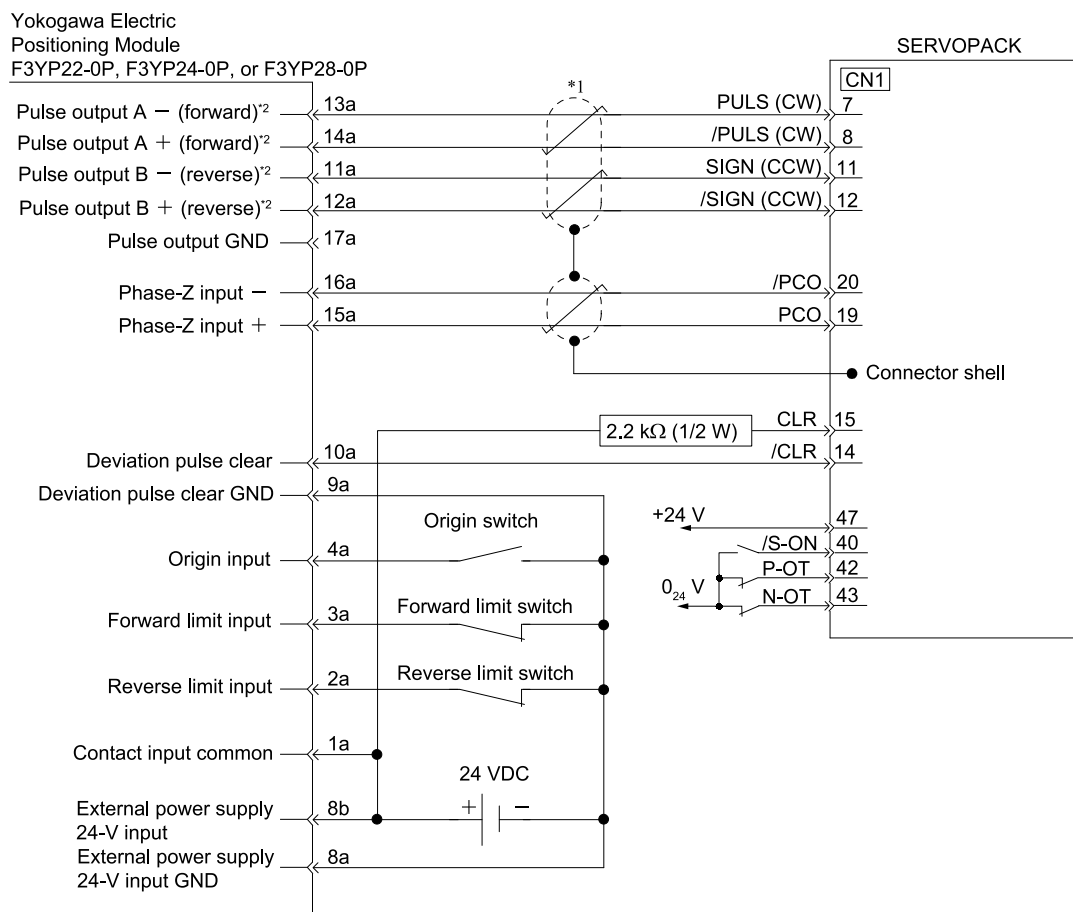 Yokogawa Electric
Positioning Module
F3YP22-0P, F3YP24-0P, or F3YP28-0P
SERVOPACK
CN1
*1
Pulse output A − (forward)*2
13a
PULS (CW)
7
Pulse output A + (forward)*2
14a
/PULS (CW)
8
Pulse output B − (reverse)*2
11a
SIGN (CCW)
11
Pulse output B + (reverse)*2
12a
/SIGN (CCW)
12
Pulse output GND
17a
Phase-Z input −
16a
/PCO
20
Phase-Z input +
15a
PCO
19
Connector shell
2.2 kΩ (1/2 W)
CLR
15
Deviation pulse clear
10a
/CLR
14
Deviation pulse clear GND
9a
Origin switch
+24 V
47
Origin input
4a
/S-ON
40
P-OT
42
0₂₄ V
N-OT
43
Forward limit input
3a
Forward limit switch
Reverse limit input
2a
Reverse limit switch
Contact input common
1a
24 VDC
External power supply
24-V input
8b
+
−
External power supply
24-V input GND
8a